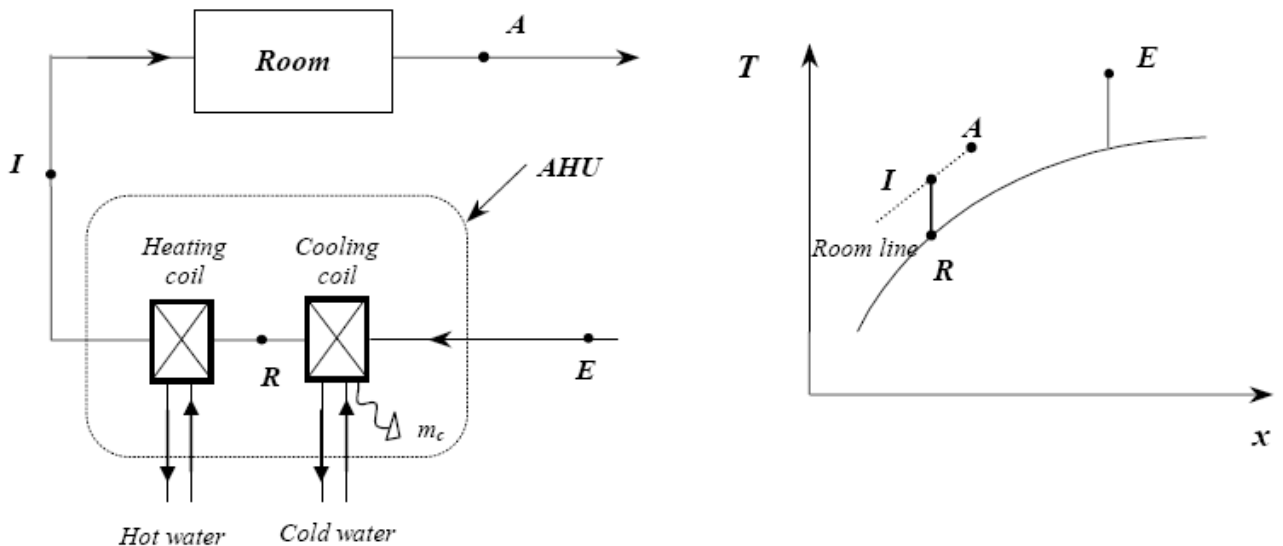 A
Room
I
AHU
Heating
coil
Cooling
coil
R
E
m_c
Hot water
Cold water
T
E
A
I
Room line
R
x